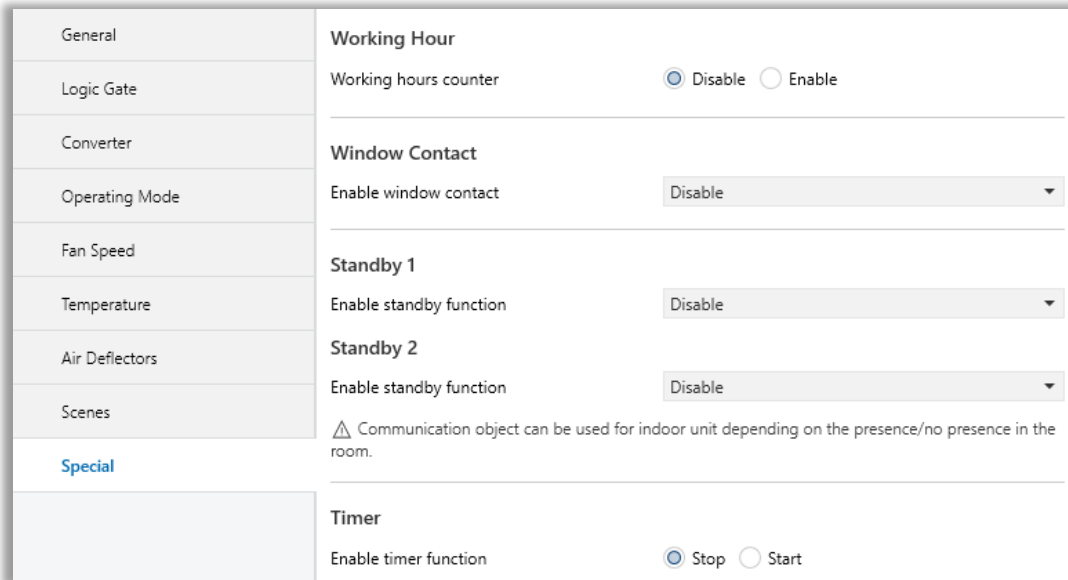 General
Logic Gate
Converter
Operating Mode
Fan Speed
Temperature
Air Deflectors
Scenes
Special
Working Hour
Working hours counter Disable Enable
Window Contact
Enable window contact Disable
Standby 1
Enable standby function Disable
Standby 2
Enable standby function Disable
⚠ Communication object can be used for indoor unit depending on the presence/no presence in the
room.
Timer
Enable timer function Stop Start